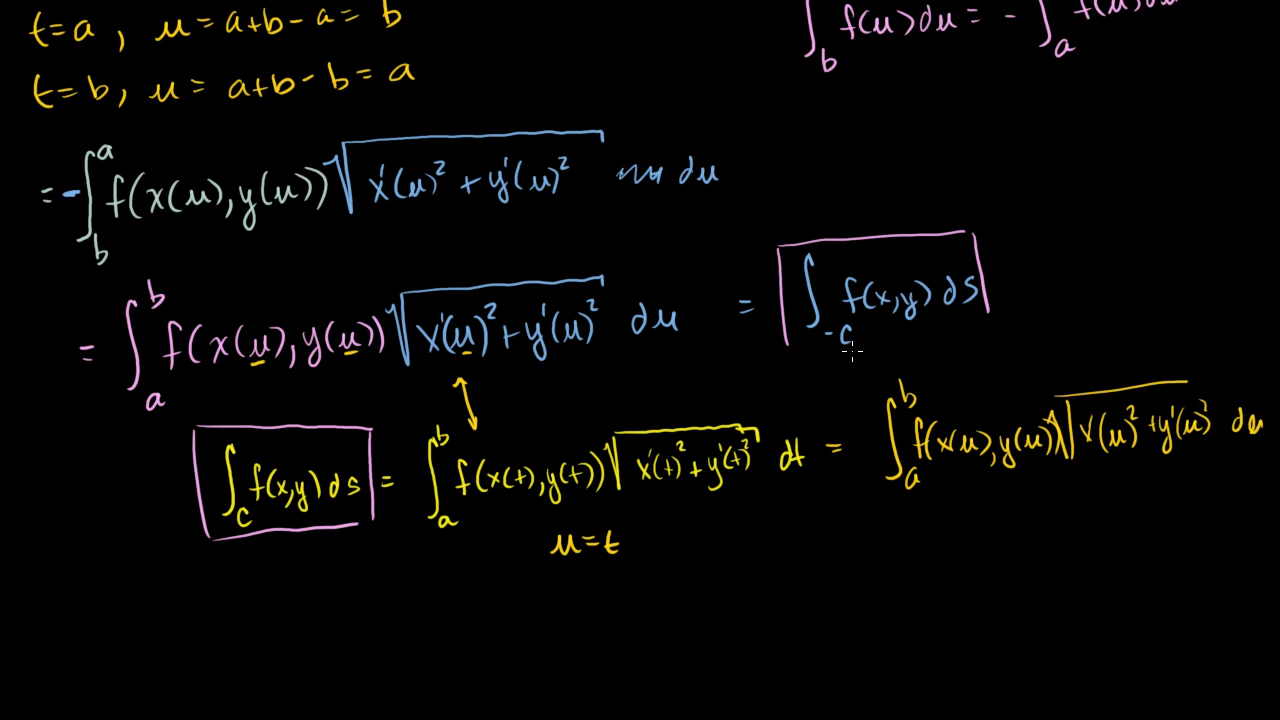 t=a, u=a+b-a=b
∫_b f(u)du = -∫_a f(u)du
t=b, u=a+b-b=a
= -∫_b^a f(x(u),y(u)) √(x'(u)^2+y'(u)^2) du
= ∫_a^b f(x(u),y(u)) √(x'(u)^2+y'(u)^2) du = ∫_-C f(x,y)ds
∫_C f(x,y)ds = ∫_a^b f(x(t),y(t)) √(x'(t)^2+y'(t)^2) dt = ∫_a^b f(x(u),y(u)) √(x'(u)^2+y'(u)^2) du
u=t